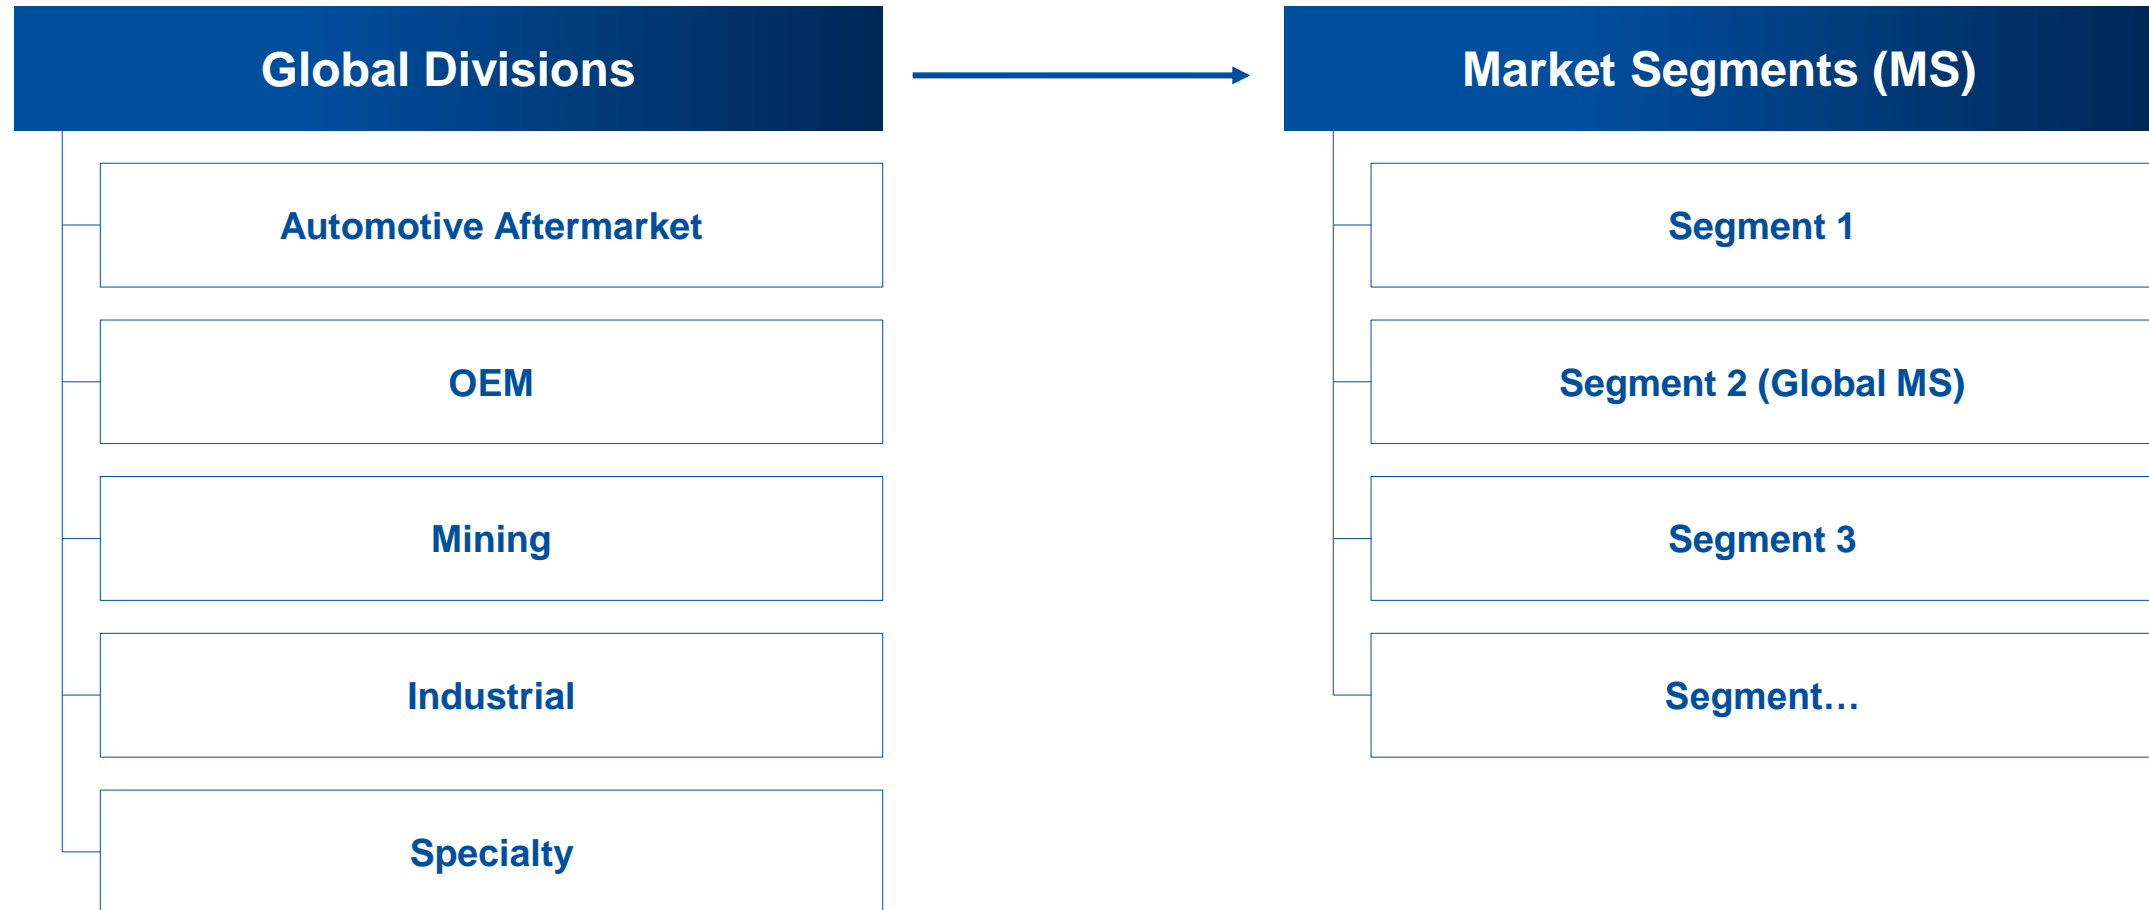 Global Divisions
Automotive Aftermarket
OEM
Mining
Industrial
Specialty
Market Segments (MS)
Segment 1
Segment 2 (Global MS)
Segment 3
Segment…